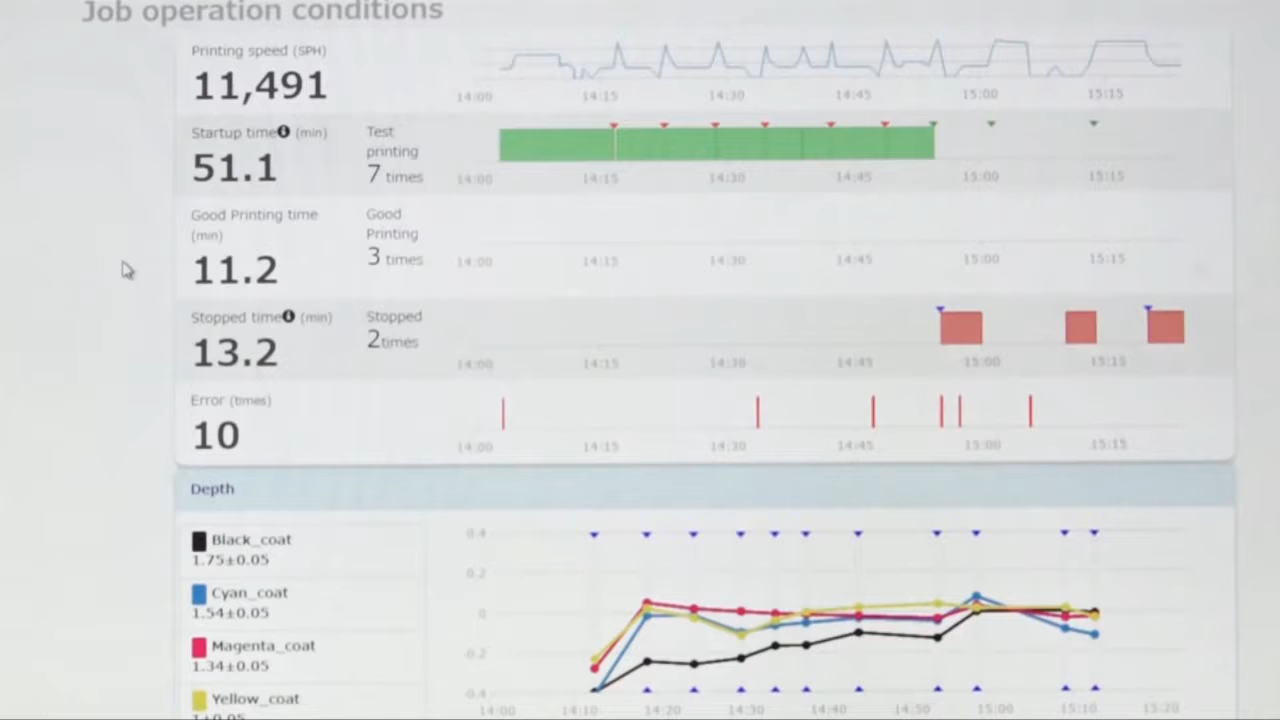 Job operation conditions
Printing speed (SPH)
11,491
14:00 14:15 14:30 14:45 15:00 15:15
Startup time (min)
51.1
Test
printing
7 times
14:00 14:15 14:30 14:45 15:00 15:15
Good Printing time
(min)
11.2
Good
Printing
3 times
14:00 14:15 14:30 14:45 15:00 15:15
Stopped time (min)
13.2
Stopped
2times
14:00 14:15 14:30 14:45 15:00 15:15
Error (times)
10
14:00 14:15 14:30 14:45 15:00 15:15
Depth
Black_coat
1.75±0.05
Cyan_coat
1.54±0.05
Magenta_coat
1.34±0.05
Yellow_coat
1±0.05
0.4
0.2
0
-0.2
-0.4
14:00 14:10 14:20 14:30 14:40 14:50 15:00 15:10 15:20